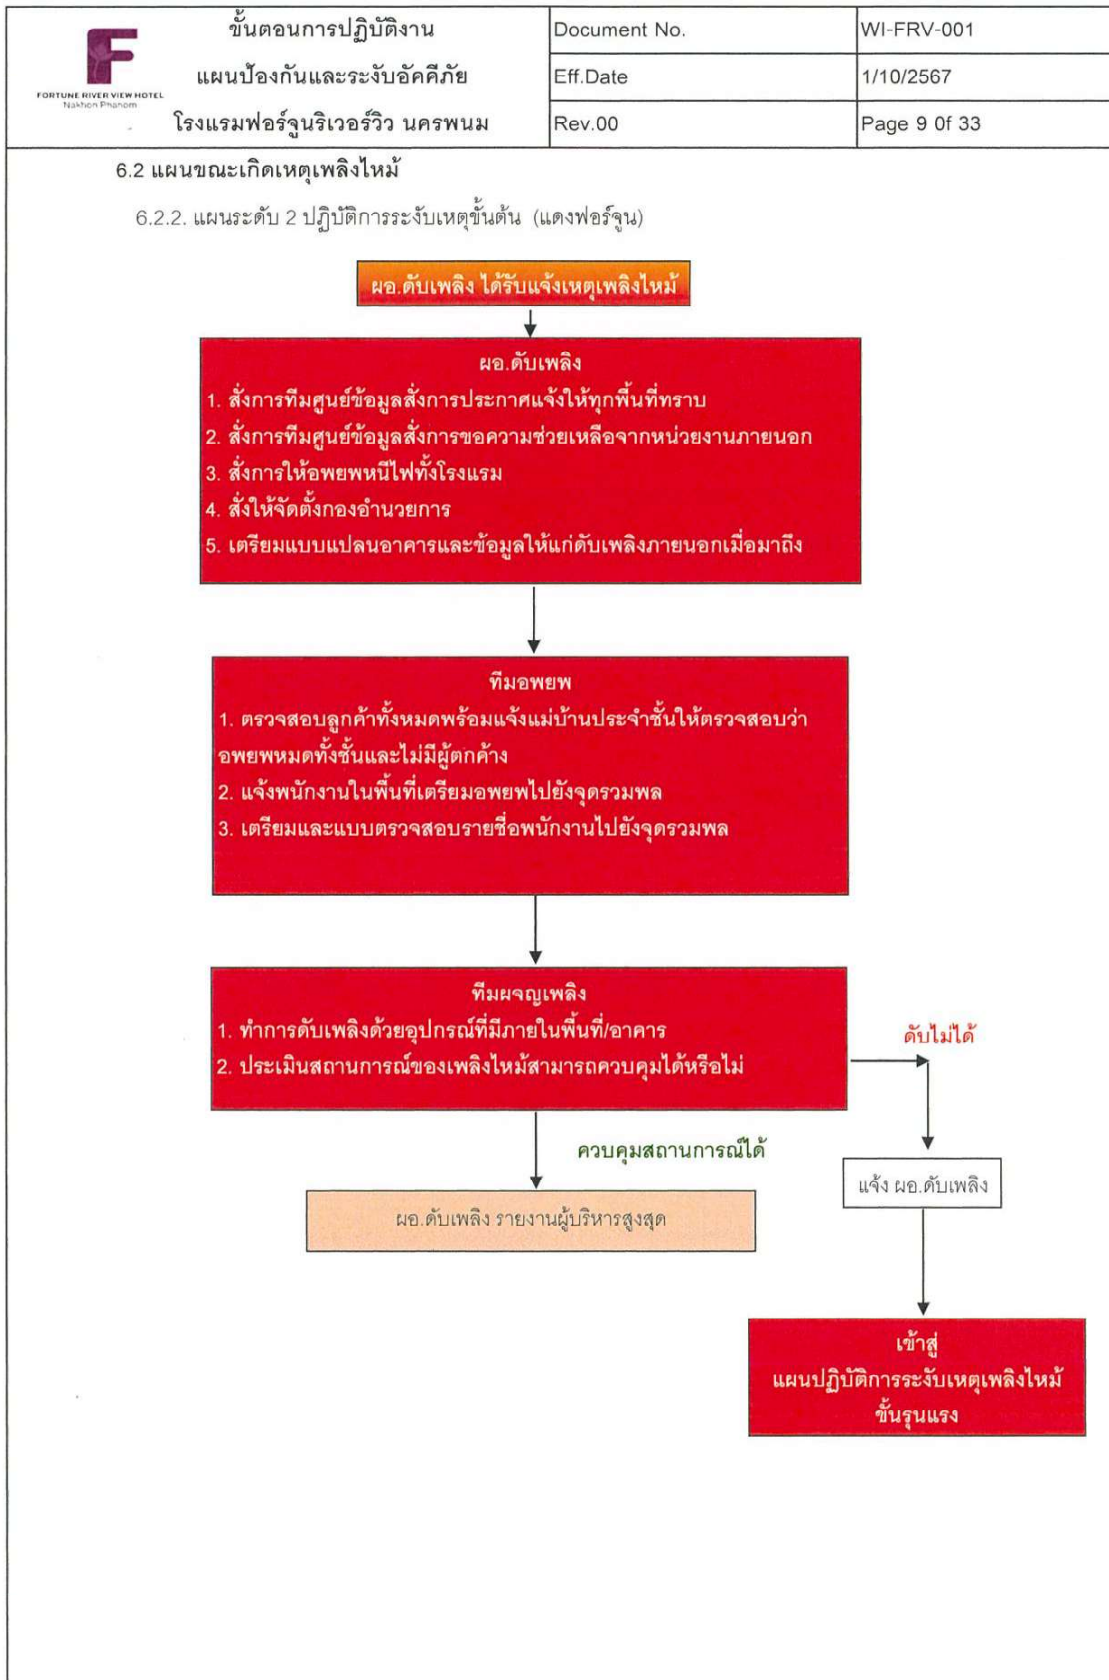 F
FORTUNE RIVER VIEW HOTEL
Nakhon Phanom
ขั้นตอนการปฏิบัติงาน
แผนป้องกันและระงับอัคคีภัย
โรงแรมฟอร์จูนริเวอร์วิว นครพนม
Document No.
WI-FRV-001
Eff.Date
1/10/2567
Rev.00
Page 9 0f 33
6.2 แผนขณะเกิดเหตุเพลิงไหม้
6.2.2. แผนระดับ 2 ปฏิบัติการระงับเหตุขั้นต้น (แดงฟอร์จูน)
ผอ.ดับเพลิง ได้รับแจ้งเหตุเพลิงไหม้
ผอ.ดับเพลิง
1. สั่งการทีมศูนย์ข้อมูลสั่งการประกาศแจ้งให้ทุกพื้นที่ทราบ
2. สั่งการทีมศูนย์ข้อมูลสั่งการขอความช่วยเหลือจากหน่วยงานภายนอก
3. สั่งการให้อพยพหนีไฟทั้งโรงแรม
4. สั่งให้จัดตั้งกองอำนวยการ
5. เตรียมแบบแปลนอาคารและข้อมูลให้แก่ดับเพลิงภายนอกเมื่อมาถึง
ทีมอพยพ
1. ตรวจสอบลูกค้าทั้งหมดพร้อมแจ้งแม่บ้านประจำชั้นให้ตรวจสอบว่า
อพยพหมดทั้งชั้นและไม่มีผู้ตกค้าง
2. แจ้งพนักงานในพื้นที่เตรียมอพยพไปยังจุดรวมพล
3. เตรียมและแบบตรวจสอบรายชื่อพนักงานไปยังจุดรวมพล
ทีมผจญเพลิง
1. ทำการดับเพลิงด้วยอุปกรณ์ที่มีภายในพื้นที่/อาคาร
2. ประเมินสถานการณ์ของเพลิงไหม้สามารถควบคุมได้หรือไม่
ดับไม่ได้
ควบคุมสถานการณ์ได้
แจ้ง ผอ.ดับเพลิง
ผอ.ดับเพลิง รายงานผู้บริหารสูงสุด
เข้าสู่
แผนปฏิบัติการระงับเหตุเพลิงไหม้
ขั้นรุนแรง